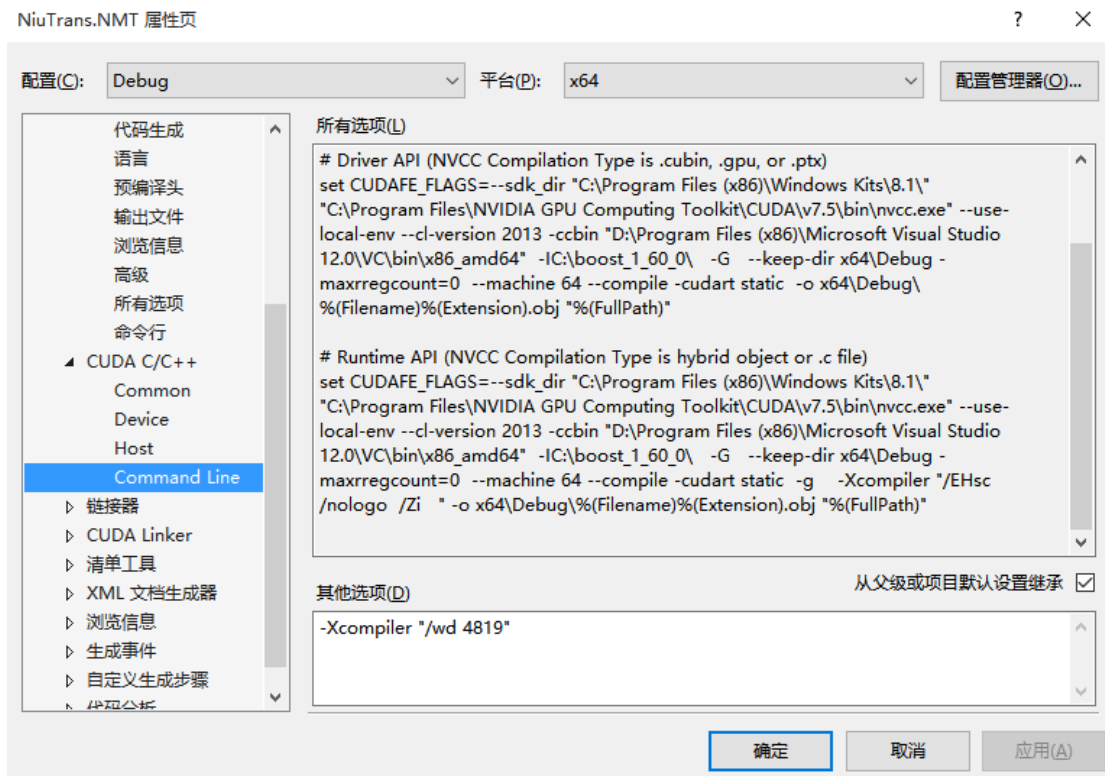 NiuTrans.NMT 属性页
? ×
配置(C): Debug 平台(P): x64 配置管理器(O)...
代码生成
语言
预编译头
输出文件
浏览信息
高级
所有选项
命令行
CUDA C/C++
Common
Device
Host
Command Line
链接器
CUDA Linker
清单工具
XML 文档生成器
浏览信息
生成事件
自定义生成步骤
代码分析
所有选项(L)
# Driver API (NVCC Compilation Type is .cubin, .gpu, or .ptx)
set CUDAFE_FLAGS=--sdk_dir "C:\Program Files (x86)\Windows Kits\8.1\"
"C:\Program Files\NVIDIA GPU Computing Toolkit\CUDA\v7.5\bin\nvcc.exe" --use-
local-env --cl-version 2013 -ccbin "D:\Program Files (x86)\Microsoft Visual Studio
12.0\VC\bin\x86_amd64"  -IC:\boost_1_60_0\  -G  --keep-dir x64\Debug -
maxrregcount=0  --machine 64 --compile -cudart static  -o x64\Debug\
%(Filename)%(Extension).obj "%(FullPath)"
# Runtime API (NVCC Compilation Type is hybrid object or .c file)
set CUDAFE_FLAGS=--sdk_dir "C:\Program Files (x86)\Windows Kits\8.1\"
"C:\Program Files\NVIDIA GPU Computing Toolkit\CUDA\v7.5\bin\nvcc.exe" --use-
local-env --cl-version 2013 -ccbin "D:\Program Files (x86)\Microsoft Visual Studio
12.0\VC\bin\x86_amd64"  -IC:\boost_1_60_0\  -G  --keep-dir x64\Debug -
maxrregcount=0  --machine 64 --compile -cudart static  -g   -Xcompiler "/EHsc
/nologo  /Zi   " -o x64\Debug\%(Filename)%(Extension).obj "%(FullPath)"
从父级或项目默认设置继承
其他选项(D)
-Xcompiler "/wd 4819"
确定 取消 应用(A)